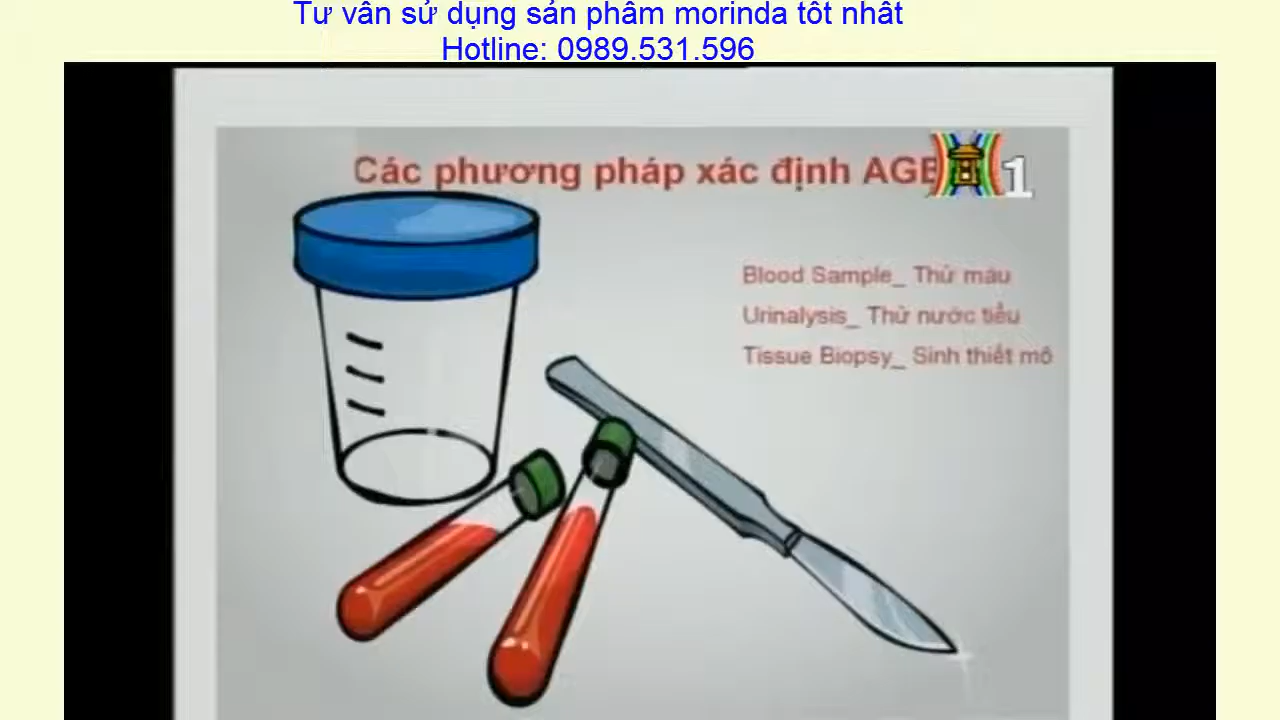 Tư vấn sử dụng sản phẩm morinda tốt nhất
Hotline: 0989.531.596
Các phương pháp xác định AGE
1
Blood Sample_ Thử máu
Urinalysis_ Thử nước tiểu
Tissue Biopsy_ Sinh thiết mô